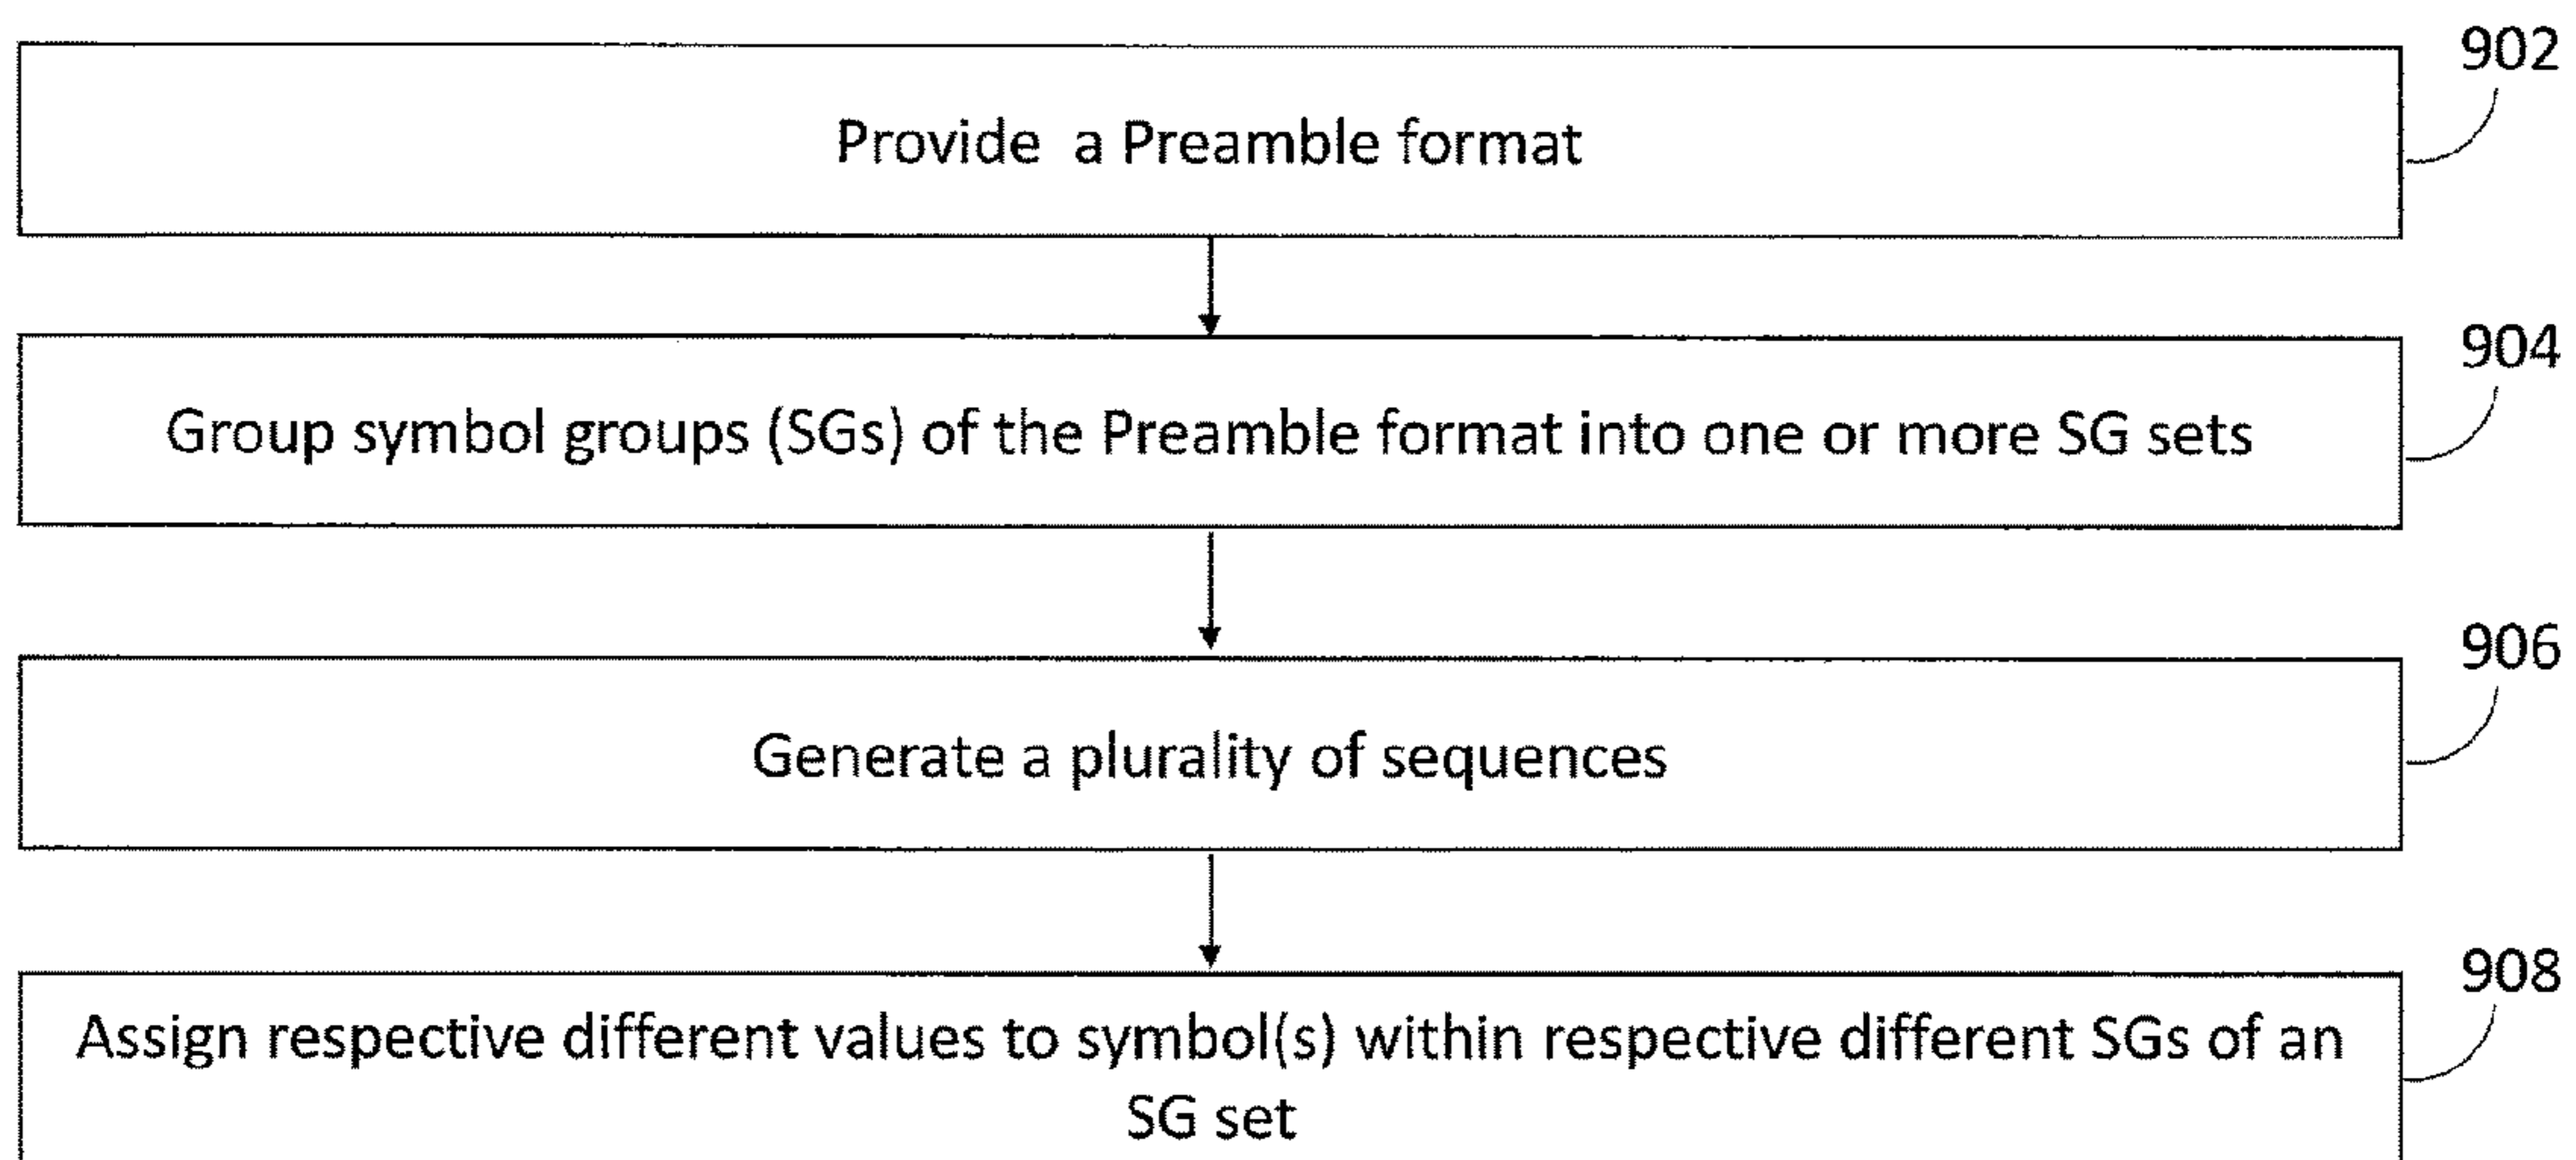 902
Provide a Preamble format
904
Group symbol groups (SGs) of the Preamble format into one or more SG sets
906
Generate a plurality of sequences
908
Assign respective different values to symbol(s) within respective different SGs of an
SG set